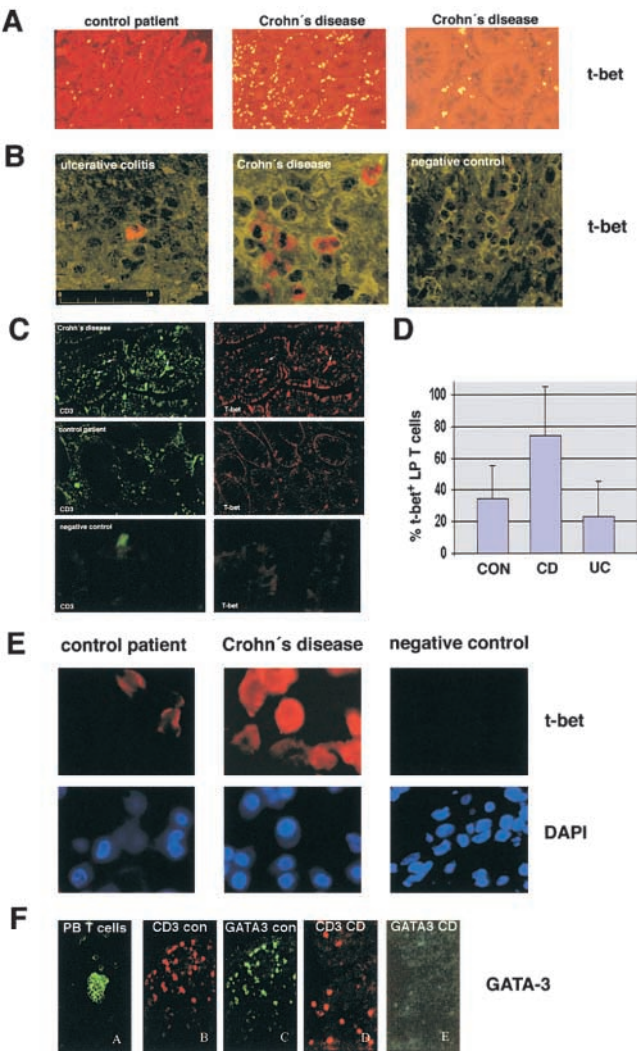 A
control patient
Crohn´s disease
Crohn´s disease
t-bet
B
ulcerative colitis
Crohn´s disease
negative control
t-bet
C
Crohn´s disease
CD3
T-bet
control patient
CD3
T-bet
negative control
CD3
T-bet
D
% t-bet+ LP T cells
100
80
60
40
20
0
CON CD UC
E
control patient
Crohn´s disease
negative control
t-bet
DAPI
F
PB T cells
CD3 con
GATA3 con
CD3 CD
GATA3 CD
GATA-3
A
B
C
D
E